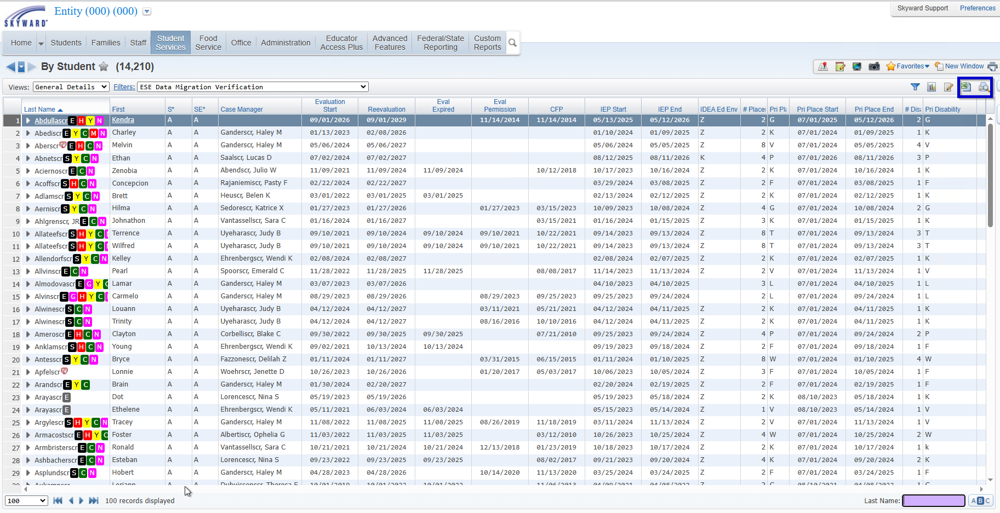 Entity (000) (000)
Skyward Support Preferences
SKYWARD
Home Students Families Staff Student Services Food Service Office Administration Educator Access Plus Advanced Features Federal/State Reporting Custom Reports
By Student (14,210)
Favorites New Window
Views: General Details Filters: ESE Data Migration Verification
Last Name First S* SE* Case Manager Evaluation Start Reevaluation Eval Expired Eval Permission CFP IEP Start IEP End IDEA Ed Env # Placer Pri Pla Pri Place Start Pri Place End # Disa Pri Disability
1 Abdullascr E H Y N Kendra A A 09/01/2026 09/01/2029 11/14/2014 11/14/2014 05/13/2025 05/12/2026 Z 2 G 07/01/2025 05/12/2026 2 G
2 Abediscr E Y C M N Charley A A Ganderscr, Haley M 01/13/2023 02/08/2026 01/10/2024 01/09/2025 Z 2 K 07/01/2024 01/09/2025 1 K
3 Aberscr E H C N Melvin A A Ganderscr, Haley M 05/06/2024 05/06/2027 05/06/2024 05/05/2025 Z 8 V 07/01/2024 05/05/2025 4 V
4 Abnetscr S Y C N Ethan A A Saalscr, Lucas D 07/02/2024 07/02/2027 08/12/2025 08/11/2026 K 4 P 07/01/2026 08/11/2026 3 P
5 Aciernoscr E C N Zenobia A A Abendscr, Julio W 11/09/2021 11/09/2024 11/09/2024 10/12/2018 10/17/2023 10/16/2024 Z 2 K 07/01/2024 10/16/2024 1 K
6 Acoffscr S H C N Concepcion A A Rajaniemiscr, Pasty F 02/22/2024 02/22/2027 03/29/2024 03/08/2025 Z 2 F 07/01/2024 03/08/2025 1 F
7 Adlamscr S Y C N Brett A A Heuscr, Belen K 03/01/2022 03/01/2025 03/01/2025 02/13/2024 02/12/2025 Z 2 K 07/01/2024 02/12/2025 1 K
8 Aerniscr S Y C N Hilma A A Sedorescr, Katrice X 01/27/2023 01/27/2026 01/27/2023 03/15/2023 10/09/2023 10/08/2024 Z 4 G 07/01/2024 10/08/2024 2 G
9 Ahlgrenscr, JR E C N Johnathon A A Vantassellscr, Sara C 01/16/2024 01/16/2027 03/15/2021 01/16/2024 01/15/2025 Z 3 K 07/01/2024 01/15/2025 1 K
10 Allateefscr S H Y C Terrence A A Uyeharascr, Judy B 09/10/2021 09/10/2024 09/10/2024 09/10/2021 10/22/2021 09/14/2023 09/13/2024 Z 8 T 07/01/2024 09/13/2024 3 T
11 Allateefscr S H Y C Wilfred A A Uyeharascr, Judy B 09/10/2021 09/10/2024 09/10/2024 09/10/2021 10/22/2021 09/14/2023 09/13/2024 Z 8 T 07/01/2024 09/13/2024 3 T
12 Allendorfscr S Y C N Kelley A A Ehrenbergscr, Wendi K 02/08/2024 02/08/2027 02/08/2024 02/07/2025 Z 2 K 07/01/2024 02/07/2025 1 K
13 Allvinscr E C N Pearl A A Spoorscr, Emerald C 11/28/2022 11/28/2025 11/28/2025 08/08/2017 11/14/2023 11/13/2024 Z 2 V 07/01/2024 11/13/2024 1 V
14 Almodovascr E G Y C Lamar A A Ganderscr, Haley M 03/07/2023 03/07/2026 04/10/2023 04/10/2025 3 L 07/01/2024 04/10/2025 1 L
15 Alvinscr E G H Y C Carmelo A A Ganderscr, Haley M 08/29/2023 08/29/2026 08/29/2023 09/25/2023 09/25/2023 09/24/2024 2 L 07/01/2024 09/24/2024 1 L
16 Alwinescr S C N Louann A A Uyeharascr, Judy B 04/12/2024 04/12/2027 03/11/2021 05/21/2021 04/12/2024 04/11/2025 Z 2 K 07/01/2024 04/11/2025 1 K
17 Alwinescr S C N Trinity A A Uyeharascr, Judy B 04/12/2024 04/12/2027 08/16/2016 10/10/2016 04/12/2024 04/11/2025 Z 2 K 07/01/2024 04/11/2025 1 K
18 Ameroscr E H C N Clayton A A Corbelliscr, Blake C 09/30/2022 09/30/2025 09/30/2025 07/21/2010 09/25/2023 09/24/2024 Z 4 P 07/01/2024 09/24/2024 2 P
19 Anklamscr S H C N Young A A Ehrenbergscr, Wendi K 09/02/2021 10/13/2024 10/13/2024 09/19/2023 09/18/2024 Z 2 F 07/01/2024 09/18/2024 1 F
20 Antesscr S Y C N Bryce A A Fazzonescr, Delilah Z 01/11/2024 01/11/2027 03/31/2015 06/15/2015 01/11/2024 01/10/2025 Z 8 W 07/01/2024 01/10/2025 4 W
21 Apfelscr Lonnie A A Woehrscr, Jenette D 10/26/2023 10/26/2026 01/20/2017 05/03/2017 10/06/2023 10/05/2024 Z 3 F 07/01/2024 10/05/2024 1 F
22 Arandscr E Y C Brain A A Ganderscr, Haley M 01/30/2024 02/20/2027 02/20/2024 02/19/2025 Z 2 F 07/01/2024 02/19/2025 1 F
23 Arayascr E Dot A A Lorencescr, Nina S 05/19/2023 05/19/2026 05/19/2023 05/18/2024 Z 2 K 08/10/2023 05/18/2024 1 K
24 Arayascr E Ethelene A A Ehrenbergscr, Wendi K 05/11/2021 06/03/2024 06/03/2024 05/15/2023 05/14/2024 Z 1 V 08/10/2023 05/14/2024 1 V
25 Argylescr S H Y C N Tracey A A Ganderscr, Haley M 11/08/2022 11/08/2025 11/08/2025 08/26/2019 11/18/2019 03/11/2024 11/13/2024 Z 2 V 07/01/2024 11/13/2024 1 V
26 Armacostscr E H Y C Foster A A Albertiscr, Ophelia G 11/03/2022 11/03/2025 11/03/2025 03/12/2010 10/26/2023 10/25/2024 Z 4 W 07/01/2024 10/25/2024 2 W
27 Armbristerscr E C N Ronald A A Vantassellscr, Sara C 10/21/2021 10/21/2024 10/21/2024 12/13/2018 01/23/2019 10/18/2023 10/17/2024 Z 2 K 07/01/2024 10/17/2024 1 k
28 Ashbacherscr E C N Esteban A A Lorencescr, Nina S 09/23/2022 09/23/2025 09/23/2025 08/02/2017 09/21/2023 09/20/2024 Z 4 K 07/01/2024 09/20/2024 2 K
29 Asplundscr S C N Hobert A A Ganderscr, Haley M 04/28/2023 04/28/2026 10/14/2020 11/13/2020 03/25/2024 03/24/2025 Z 2 F 07/01/2024 03/24/2025 1 F
100 100 records displayed Last Name: ABC